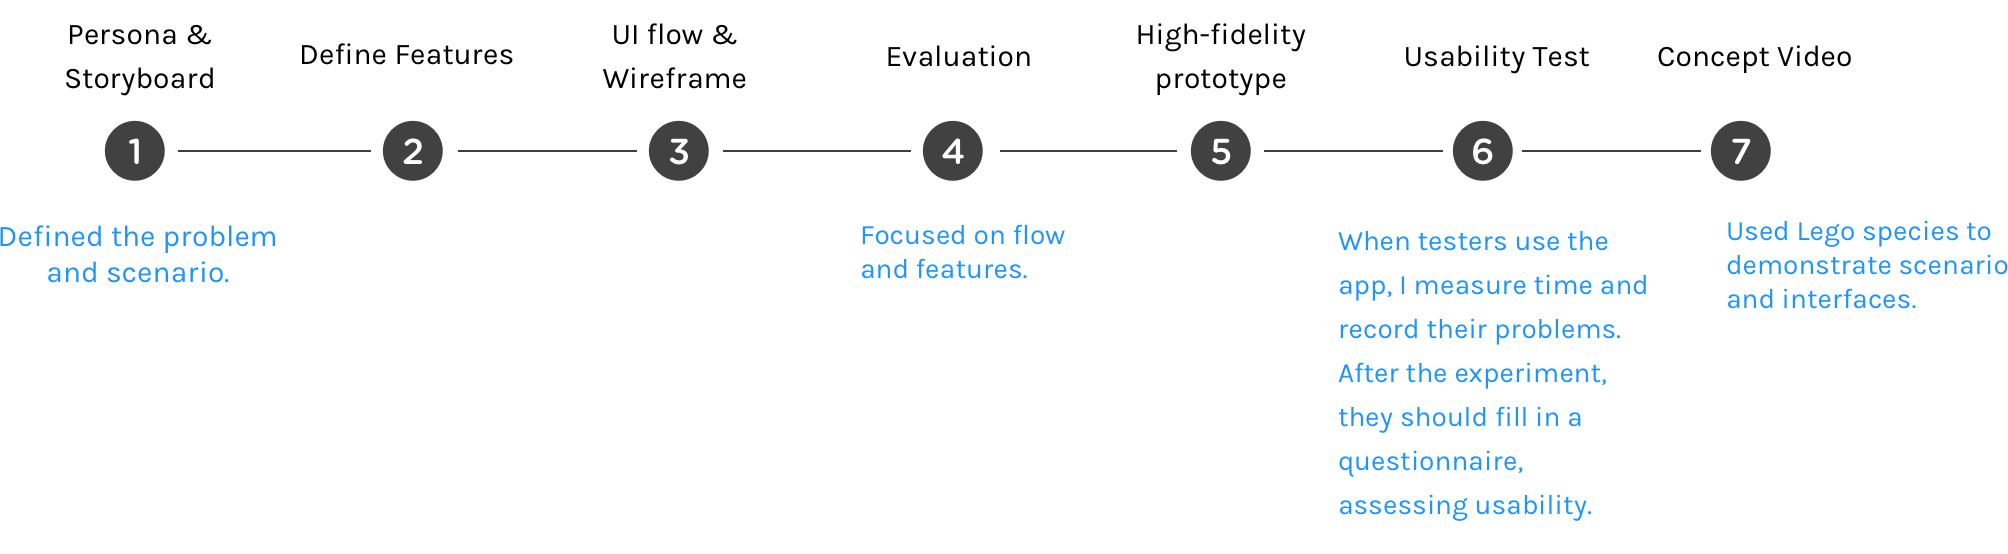 Persona &
Storyboard
Define Features
UI flow &
Wireframe
Evaluation
High-fidelity
prototype
Usability Test
Concept Video
1
2
3
4
5
6
7
Defined the problem
and scenario.
Focused on flow
and features.
When testers use the
app, I measure time and
record their problems.
After the experiment,
they should fill in a
questionnaire,
assessing usability.
Used Lego species to
demonstrate scenario
and interfaces.